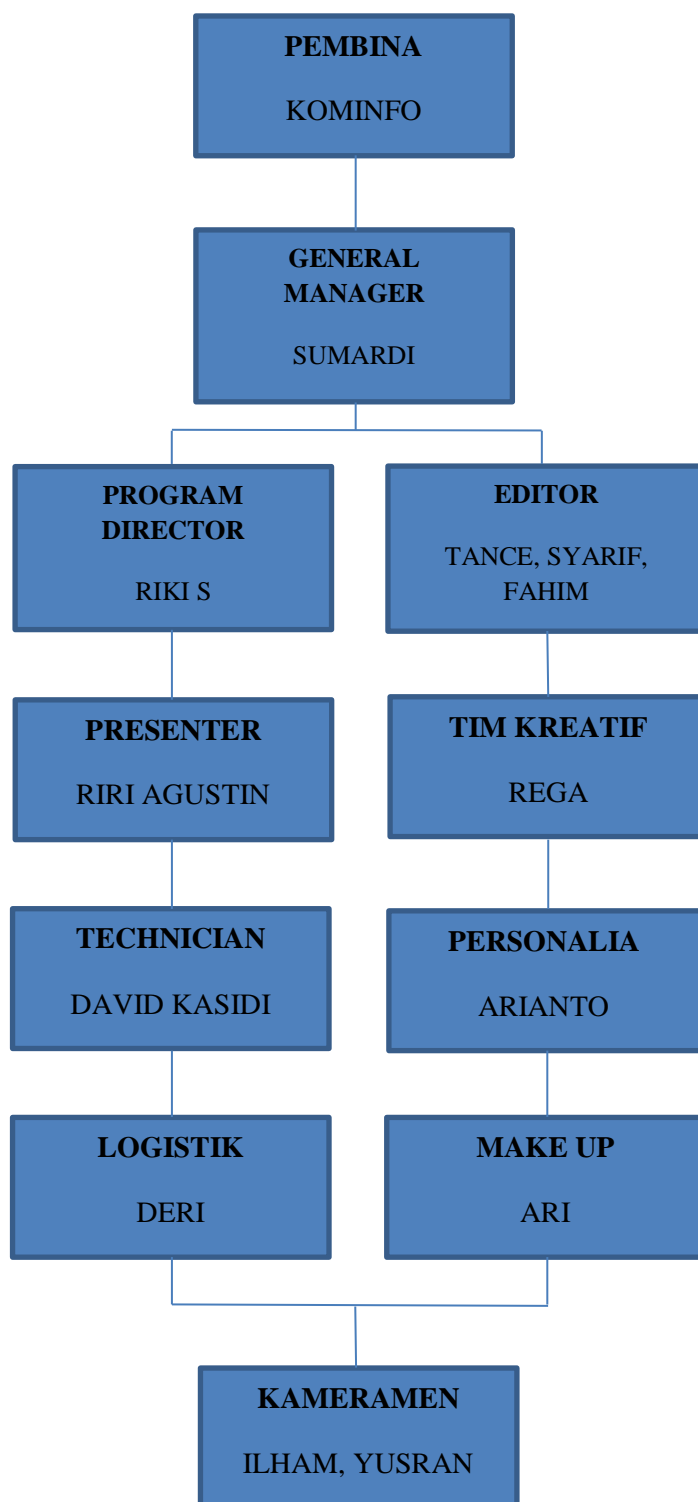 PEMBINA
KOMINFO
GENERAL
MANAGER
SUMARDI
PROGRAM
DIRECTOR
RIKI S
EDITOR
TANCE, SYARIF,
FAHIM
PRESENTER
RIRI AGUSTIN
TIM KREATIF
REGA
TECHNICIAN
DAVID KASIDI
PERSONALIA
ARIANTO
LOGISTIK
DERI
MAKE UP
ARI
KAMERAMEN
ILHAM, YUSRAN